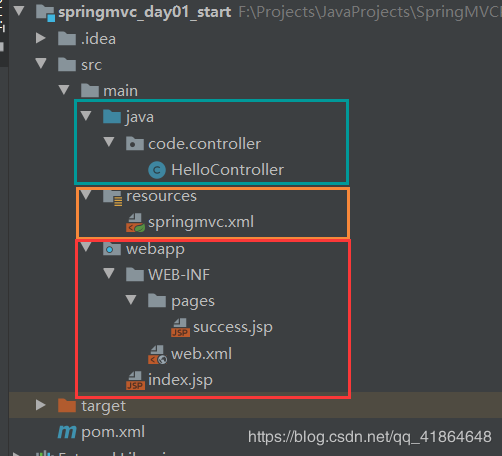 springmvc_day01_start F:\Projects\JavaProjects\SpringMVC
.idea
src
main
java
code.controller
HelloController
resources
springmvc.xml
webapp
WEB-INF
pages
JSP success.jsp
web.xml
JSP index.jsp
target
m pom.xml
https://blog.csdn.net/qq_41864648